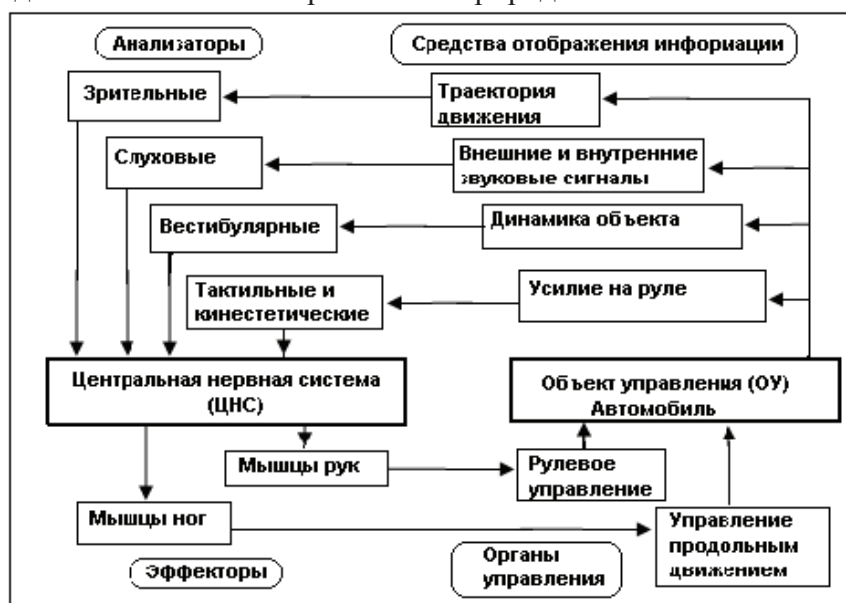 Анализаторы
Средства отображения информации
Зрительные
Траектория
движения
Слуховые
Внешние и внутренние
звуковые сигналы
Вестибулярные
Динамика объекта
Тактильные и
кинестетические
Усилие на руле
Центральная нервная система
(ЦНС)
Объект управления (ОУ)
Автомобиль
Мышцы рук
Рулевое
управление
Мышцы ног
Управление
продольным
движением
Эффекторы
Органы
управления